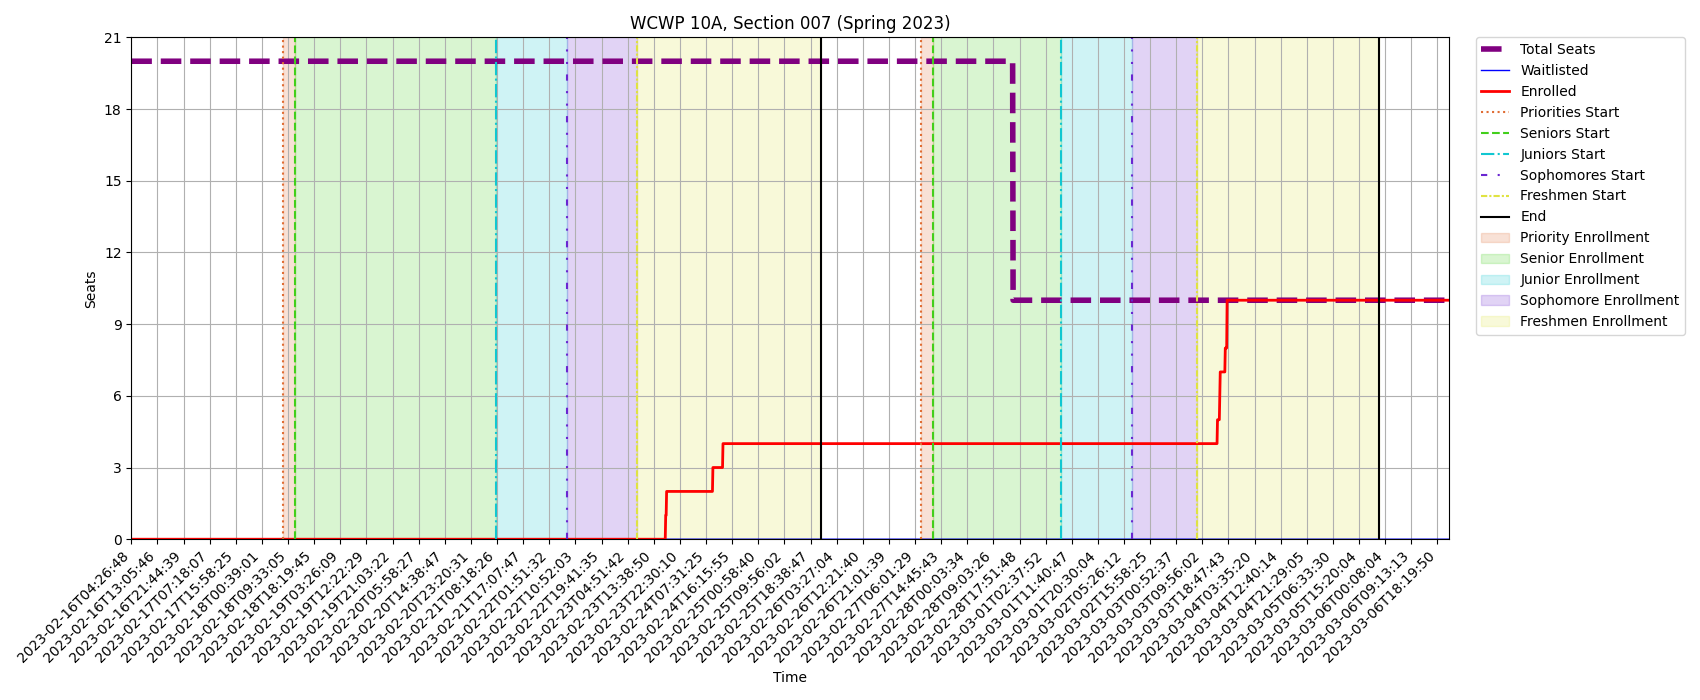 WCWP 10A, Section 007 (Spring 2023)
21
18
15
12
9
6
3
0
Seats
2023-02-16T04:26:48
2023-02-16T13:05:46
2023-02-16T21:44:39
2023-02-17T07:18:07
2023-02-17T15:58:25
2023-02-18T00:39:01
2023-02-18T09:33:05
2023-02-18T18:19:45
2023-02-19T03:26:09
2023-02-19T12:22:29
2023-02-19T21:03:22
2023-02-20T05:58:27
2023-02-20T14:38:47
2023-02-20T23:20:31
2023-02-21T08:18:26
2023-02-21T17:07:47
2023-02-22T01:51:32
2023-02-22T10:52:03
2023-02-22T19:41:35
2023-02-23T04:51:42
2023-02-23T13:38:50
2023-02-23T22:30:10
2023-02-24T07:31:25
2023-02-24T16:15:55
2023-02-25T00:58:40
2023-02-25T09:56:02
2023-02-25T18:38:47
2023-02-26T03:27:04
2023-02-26T12:21:40
2023-02-26T21:01:39
2023-02-27T06:01:29
2023-02-27T14:45:43
2023-02-28T00:03:34
2023-02-28T09:03:26
2023-02-28T17:51:48
2023-03-01T02:37:52
2023-03-01T11:40:47
2023-03-01T20:30:04
2023-03-02T05:26:12
2023-03-02T15:58:25
2023-03-03T00:52:37
2023-03-03T09:56:02
2023-03-03T18:47:43
2023-03-04T03:35:20
2023-03-04T12:40:14
2023-03-04T21:29:05
2023-03-05T06:33:30
2023-03-05T15:20:04
2023-03-06T00:08:04
2023-03-06T09:13:13
2023-03-06T18:19:50
Time
Total Seats
Waitlisted
Enrolled
Priorities Start
Seniors Start
Juniors Start
Sophomores Start
Freshmen Start
End
Priority Enrollment
Senior Enrollment
Junior Enrollment
Sophomore Enrollment
Freshmen Enrollment